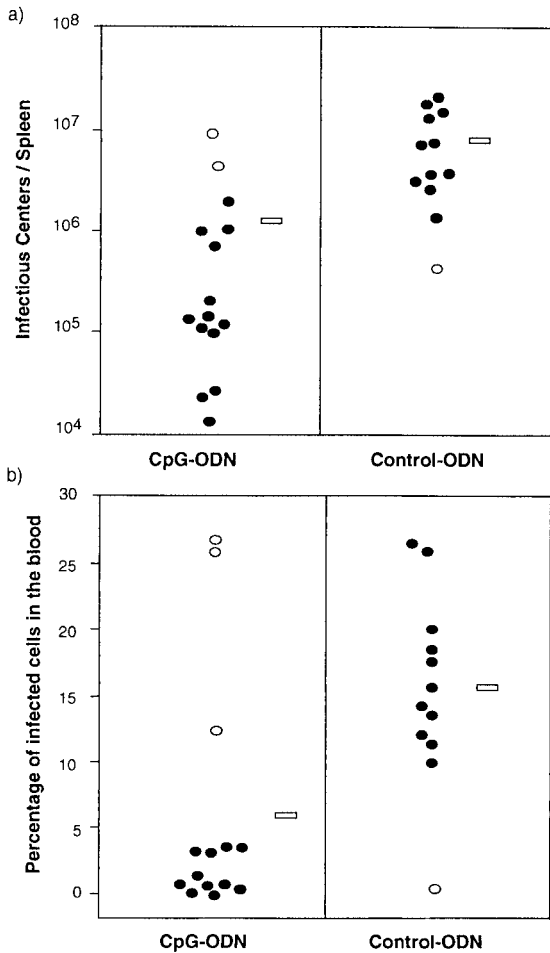 a)
Infectious Centers / Spleen
10⁸
10⁷
10⁶
10⁵
10⁴
CpG-ODN Control-ODN
b)
Percentage of infected cells in the blood
30
25
20
15
10
5
0
CpG-ODN Control-ODN